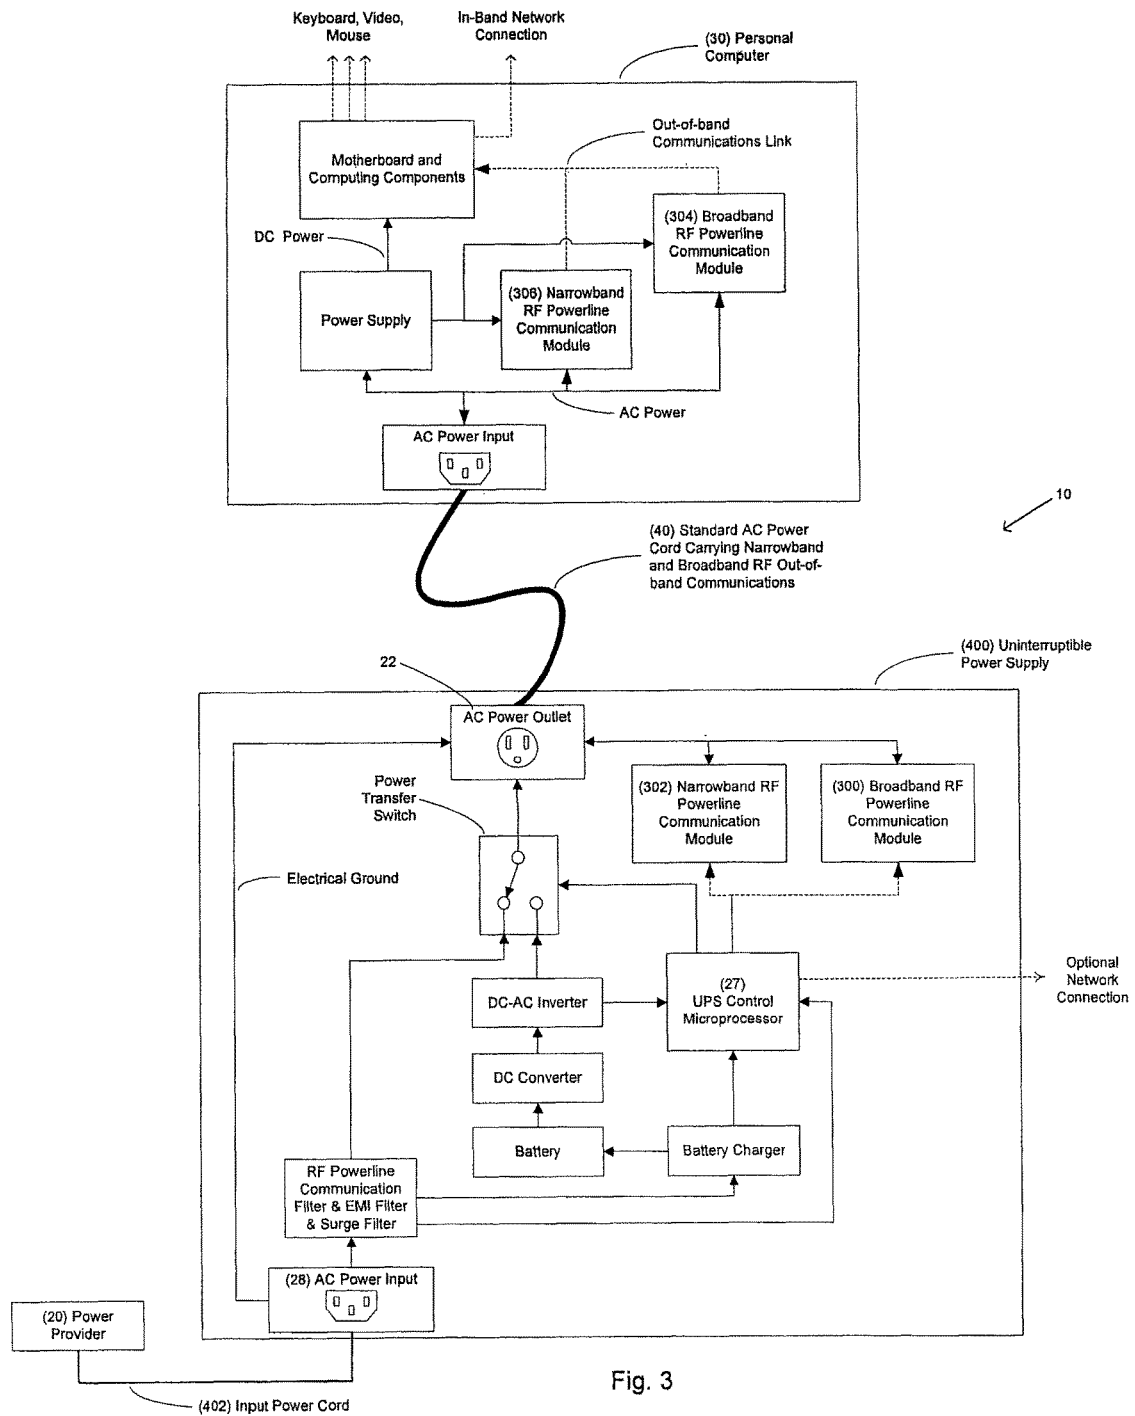 Keyboard, Video,
Mouse
In-Band Network
Connection
(30) Personal
Computer
Out-of-band
Communications Link
Motherboard and
Computing Components
(304) Broadband
RF Powerline
Communication
Module
DC Power
(306) Narrowband
RF Powerline
Communication
Module
Power Supply
AC Power
AC Power Input
10
(40) Standard AC Power
Cord Carrying Narrowband
and Broadband RF Out-of-
band Communications
(400) Uninterruptible
Power Supply
22
AC Power Outlet
Power
Transfer
Switch
(302) Narrowband RF
Powerline
Communication
Module
(300) Broadband RF
Powerline
Communication
Module
Electrical Ground
Optional
Network
Connection
(27)
UPS Control
Microprocessor
DC-AC Inverter
DC Converter
Battery
Battery Charger
RF Powerline
Communication
Filter & EMI Filter
& Surge Filter
(28) AC Power Input
(20) Power
Provider
(402) Input Power Cord
Fig. 3